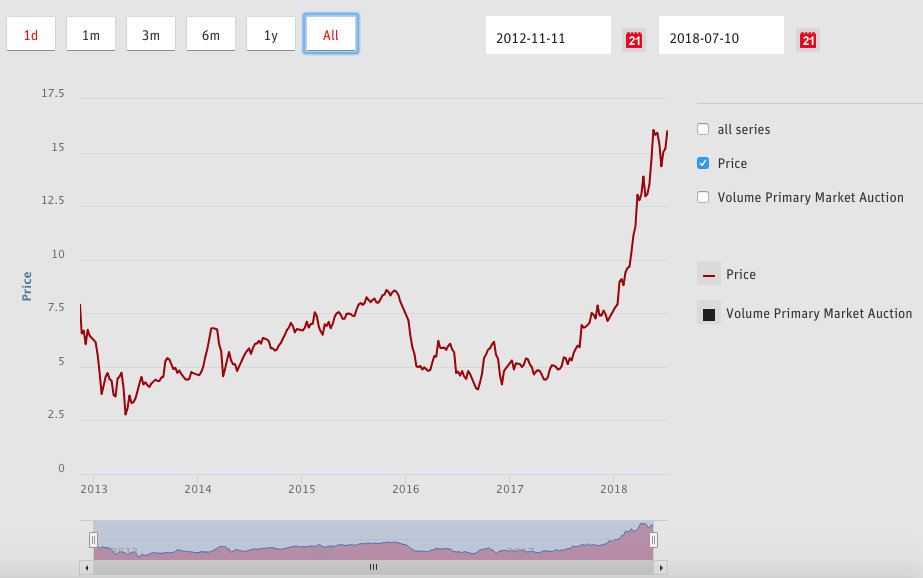 1d 1m 3m 6m 1y All 2012-11-11 21 2018-07-10 21
17.5
15
12.5
10
7.5
5
2.5
0
Price
2013 2014 2015 2016 2017 2018
all series
Price
Volume Primary Market Auction
Price
Volume Primary Market Auction
2013 2017